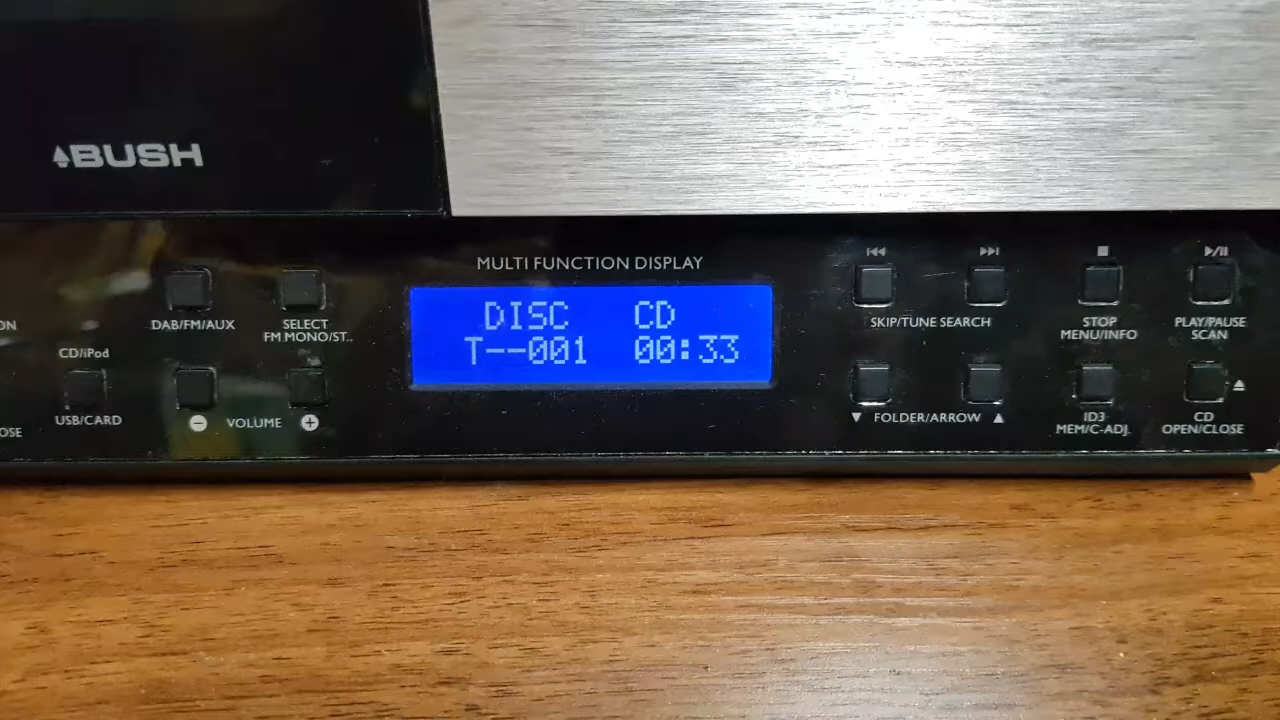 BUSH
MULTI FUNCTION DISPLAY
DISC CD
T--001 00:33
ON
DAB/FM/AUX
SELECT
FM MONO/ST..
CD/iPod
USB/CARD
OSE
VOLUME
SKIP/TUNE SEARCH
STOP
MENU/INFO
PLAY/PAUSE
SCAN
FOLDER/ARROW
ID3
MEM/C-ADJ.
CD
OPEN/CLOSE